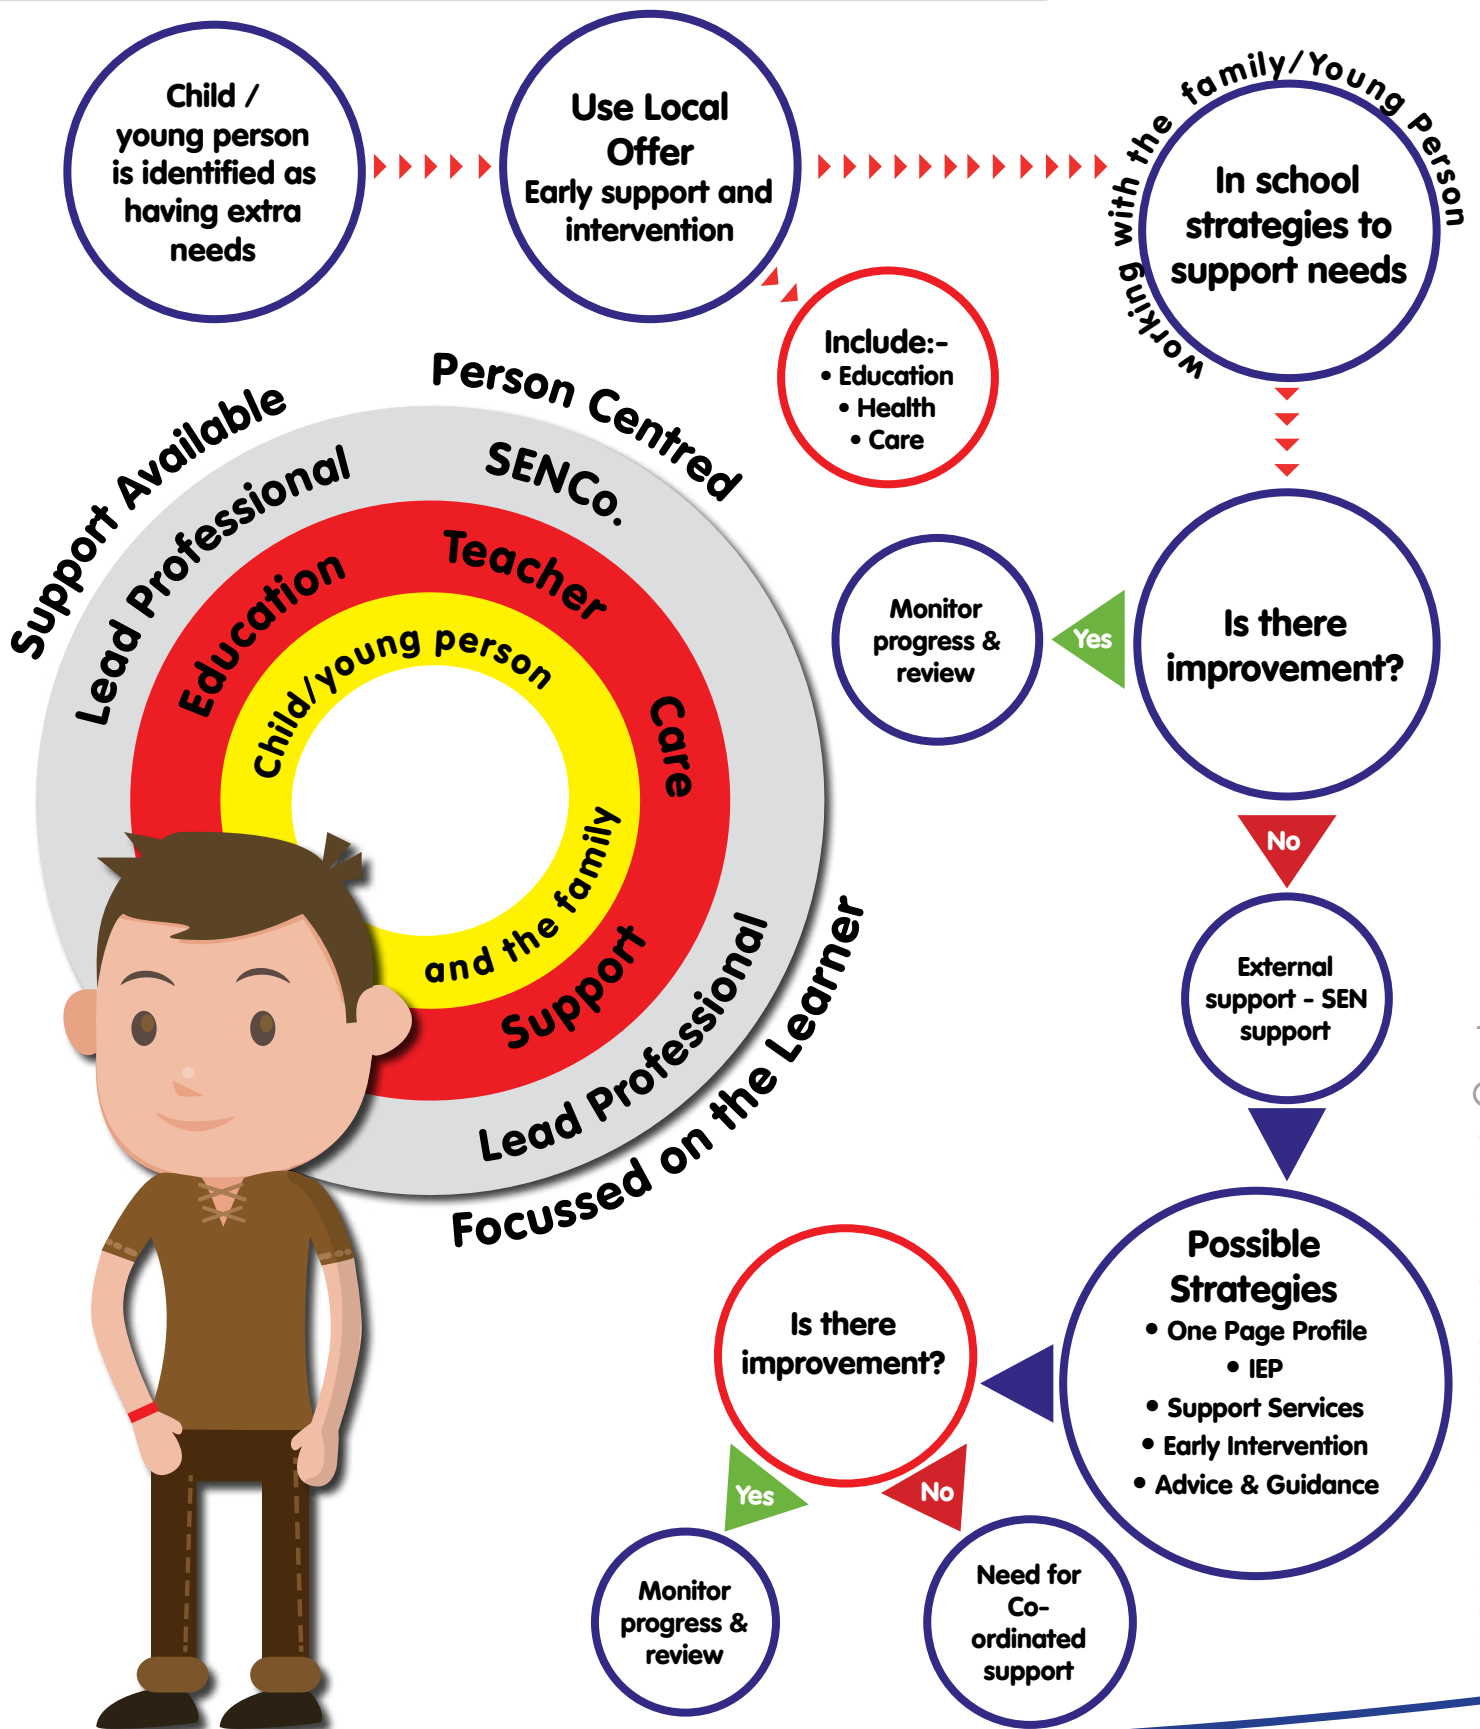 Child /
young person
is identified as
having extra
needs
Use Local
Offer
Early support and
intervention
working with the family/Young Person
In school
strategies to
support needs
Include:-
• Education
• Health
• Care
Support Available
Person Centred
Lead Professional
SENCo.
Education
Teacher
Care
Support
Child/young person
and the family
Lead Professional
Focussed on the Learner
Is there
improvement?
Yes
Monitor
progress &
review
No
External
support - SEN
support
Possible
Strategies
• One Page Profile
• IEP
• Support Services
• Early Intervention
• Advice & Guidance
Is there
improvement?
Yes
No
Monitor
progress &
review
Need for
Co-
ordinated
support